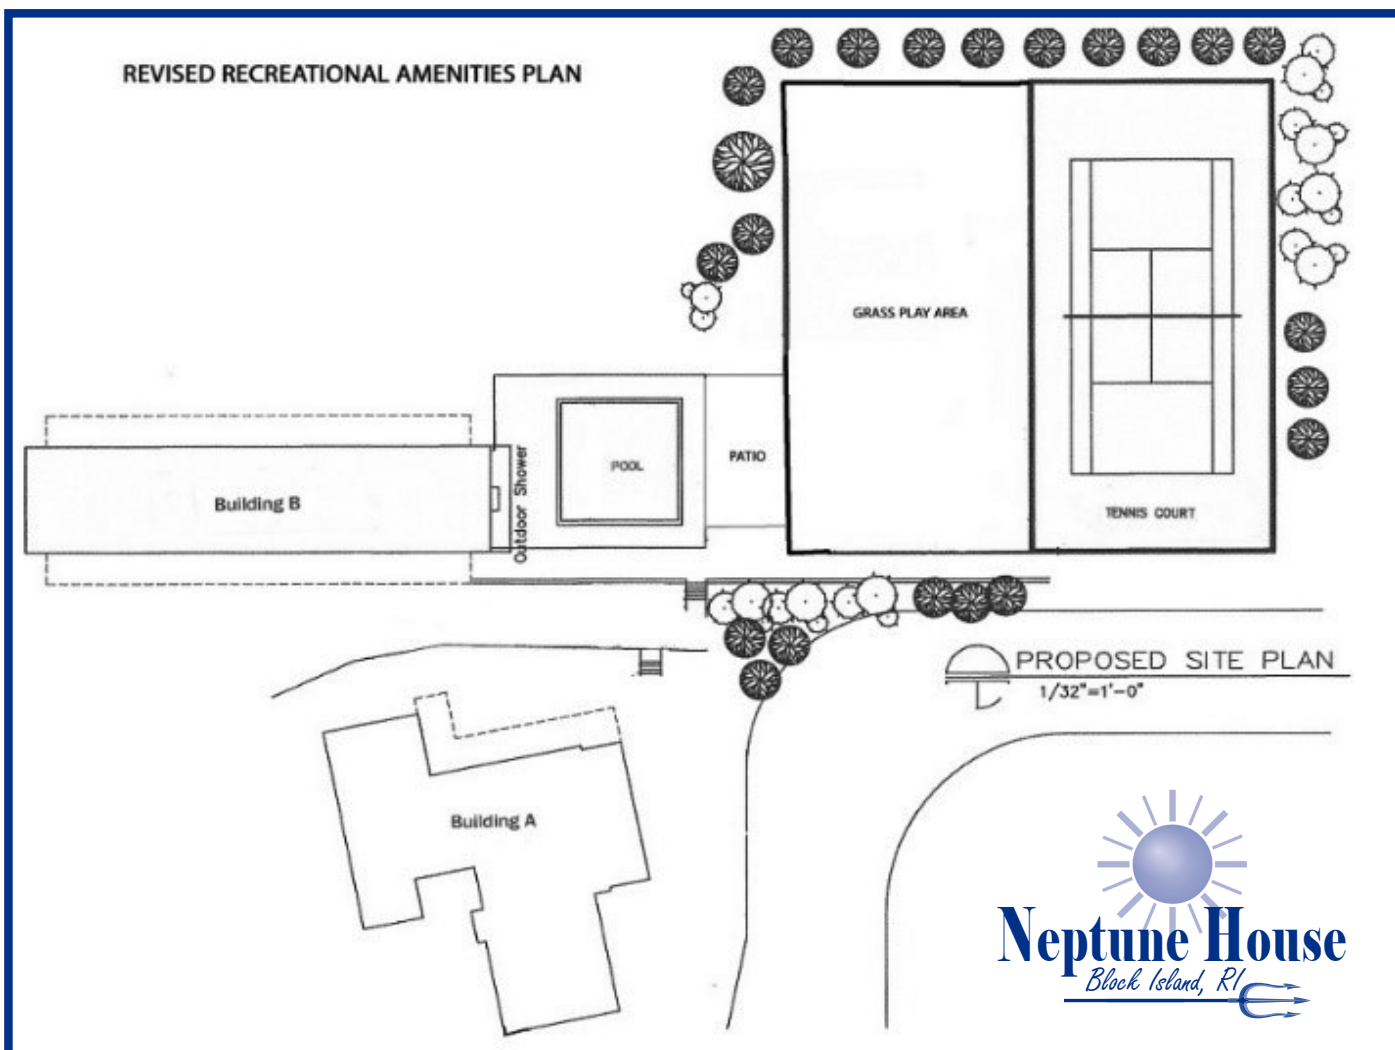 REVISED RECREATIONAL AMENITIES PLAN
GRASS PLAY AREA
POOL
PATIO
Building B
Outdoor Shower
TENNIS COURT
PROPOSED SITE PLAN
1/32"=1'-0"
Building A
Neptune House
Block Island, RI